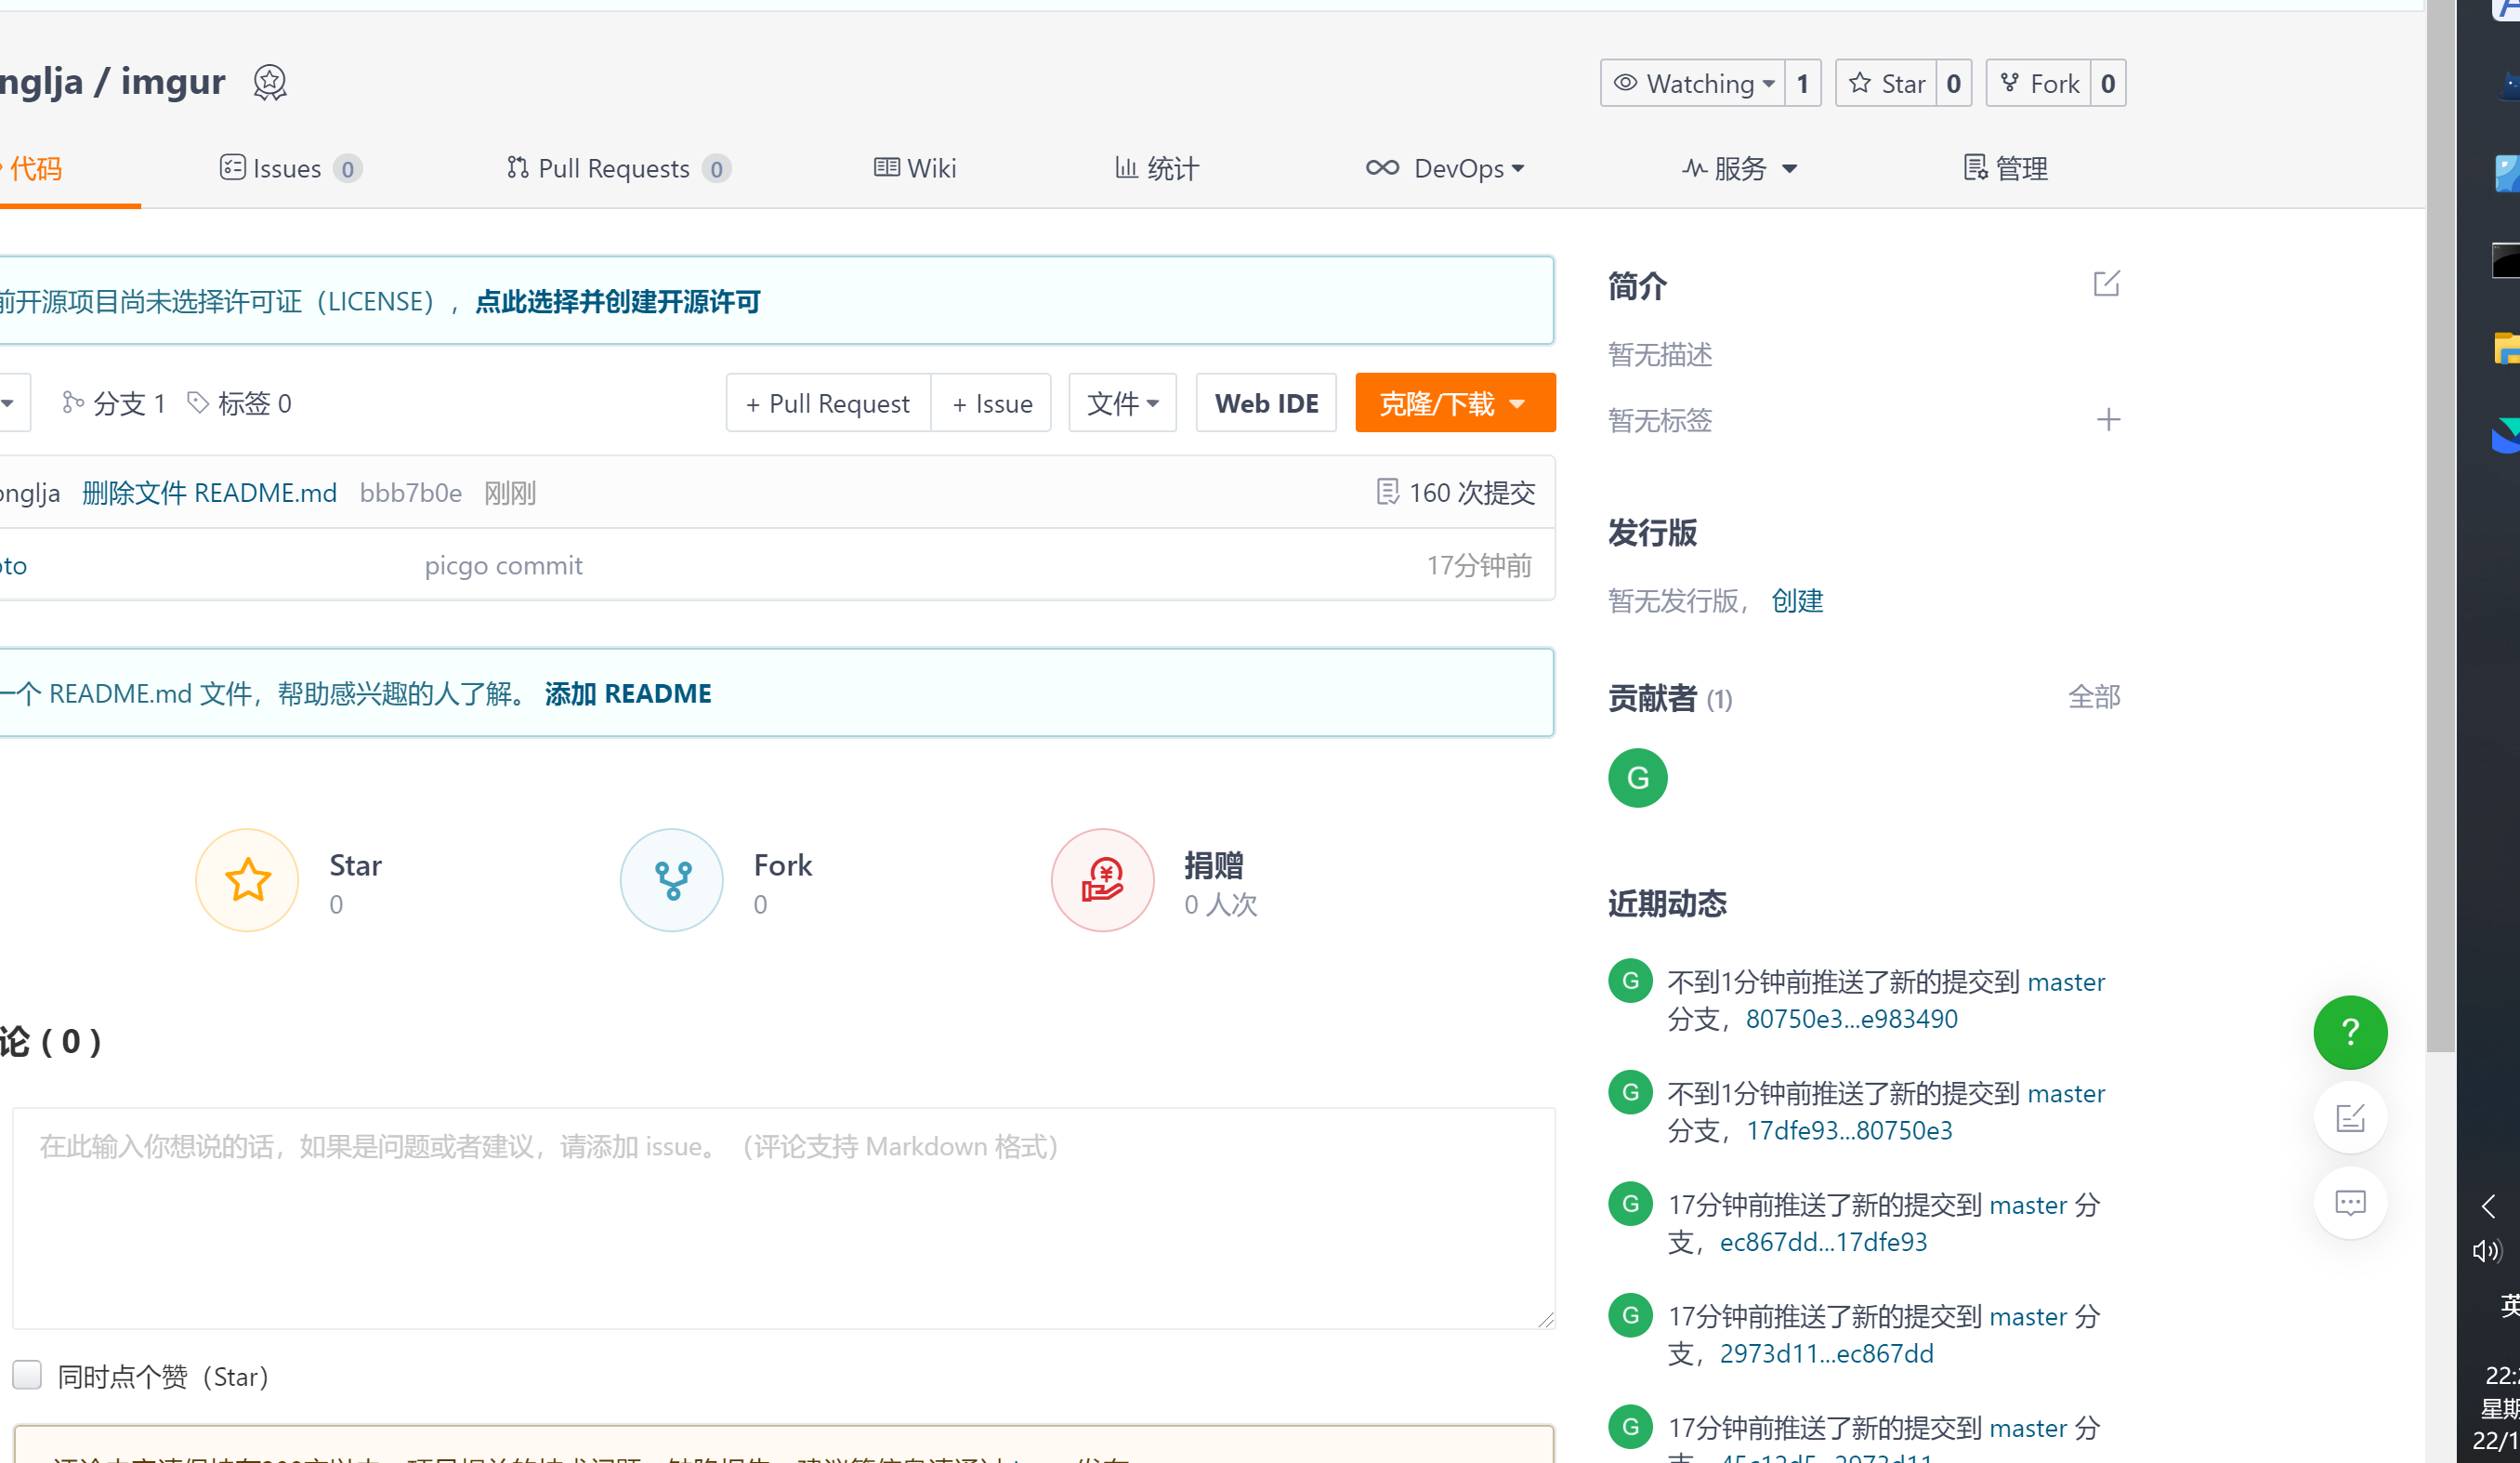 nglja / imgur
Watching 1 Star 0 Fork 0
代码 Issues 0 Pull Requests 0 Wiki 统计 DevOps 服务 管理
前开源项目尚未选择许可证（LICENSE），点此选择并创建开源许可
简介
暂无描述
分支 1 标签 0 + Pull Request + Issue 文件 Web IDE 克隆/下载
暂无标签
onglja 删除文件 README.md bbb7b0e 刚刚 160 次提交
oto picgo commit 17分钟前
发行版
暂无发行版， 创建
一个 README.md 文件，帮助感兴趣的人了解。 添加 README
贡献者 (1) 全部
G
Star
0
Fork
0
捐赠
0 人次
近期动态
G 不到1分钟前推送了新的提交到 master
分支，80750e3...e983490
G 不到1分钟前推送了新的提交到 master
分支，17dfe93...80750e3
G 17分钟前推送了新的提交到 master 分
支，ec867dd...17dfe93
G 17分钟前推送了新的提交到 master 分
支，2973d11...ec867dd
G 17分钟前推送了新的提交到 master 分
支，45c12d5...2973d11
论 ( 0 )
在此输入你想说的话，如果是问题或者建议，请添加 issue。（评论支持 Markdown 格式）
同时点个赞（Star）
?
英
22:
星期
22/1